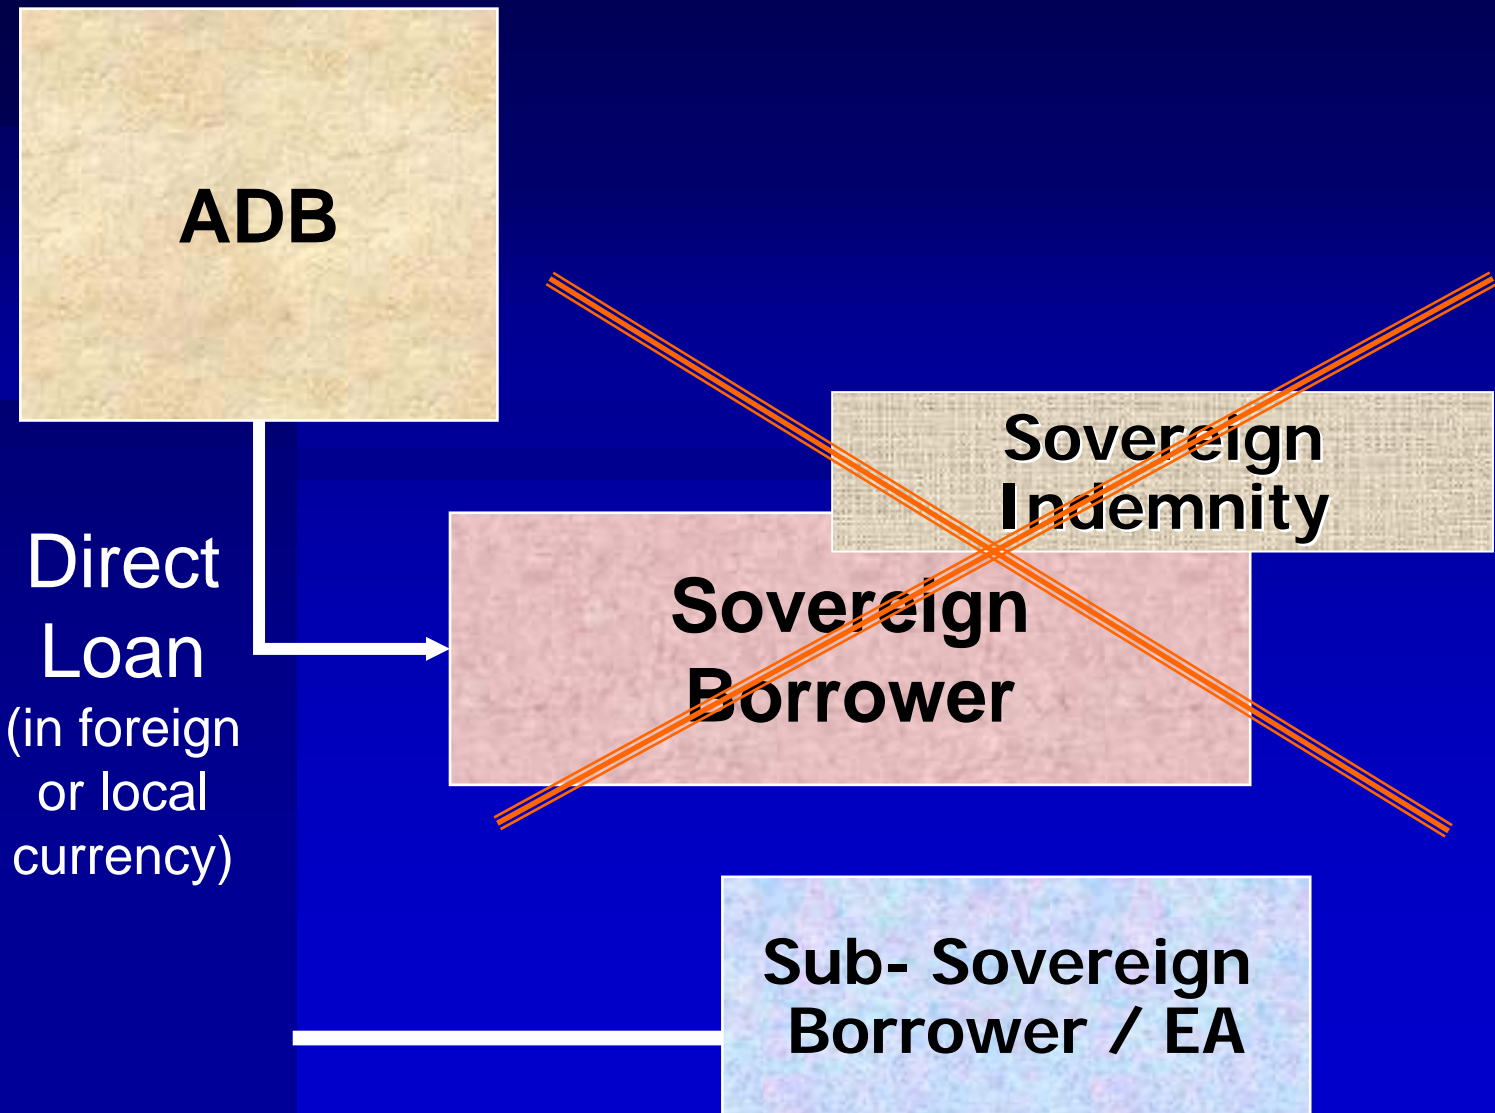 ADB
Sovereign
Indemnity
Direct
Loan
(in foreign
or local
currency)
Sovereign
Borrower
Sub- Sovereign
Borrower / EA